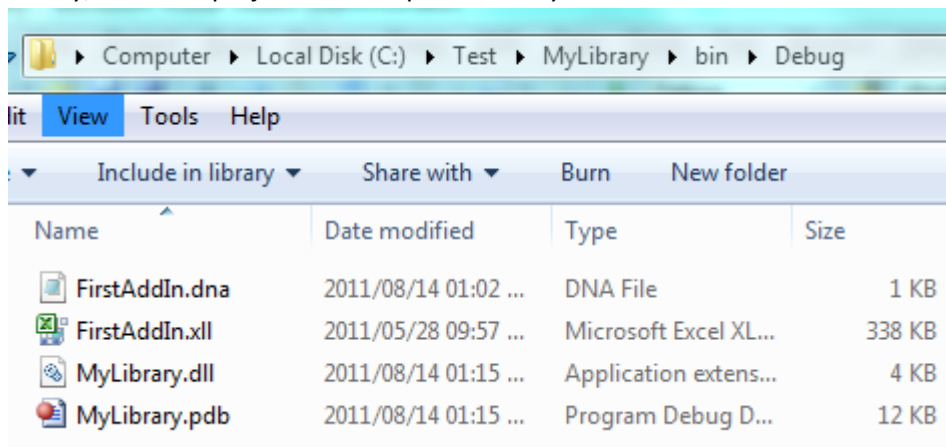 Computer ▸ Local Disk (C:) ▸ Test ▸ MyLibrary ▸ bin ▸ Debug
lit View Tools Help
Include in library Share with Burn New folder
Name Date modified Type Size
FirstAddIn.dna 2011/08/14 01:02 ... DNA File 1 KB
FirstAddIn.xll 2011/05/28 09:57 ... Microsoft Excel XL... 338 KB
MyLibrary.dll 2011/08/14 01:15 ... Application extens... 4 KB
MyLibrary.pdb 2011/08/14 01:15 ... Program Debug D... 12 KB